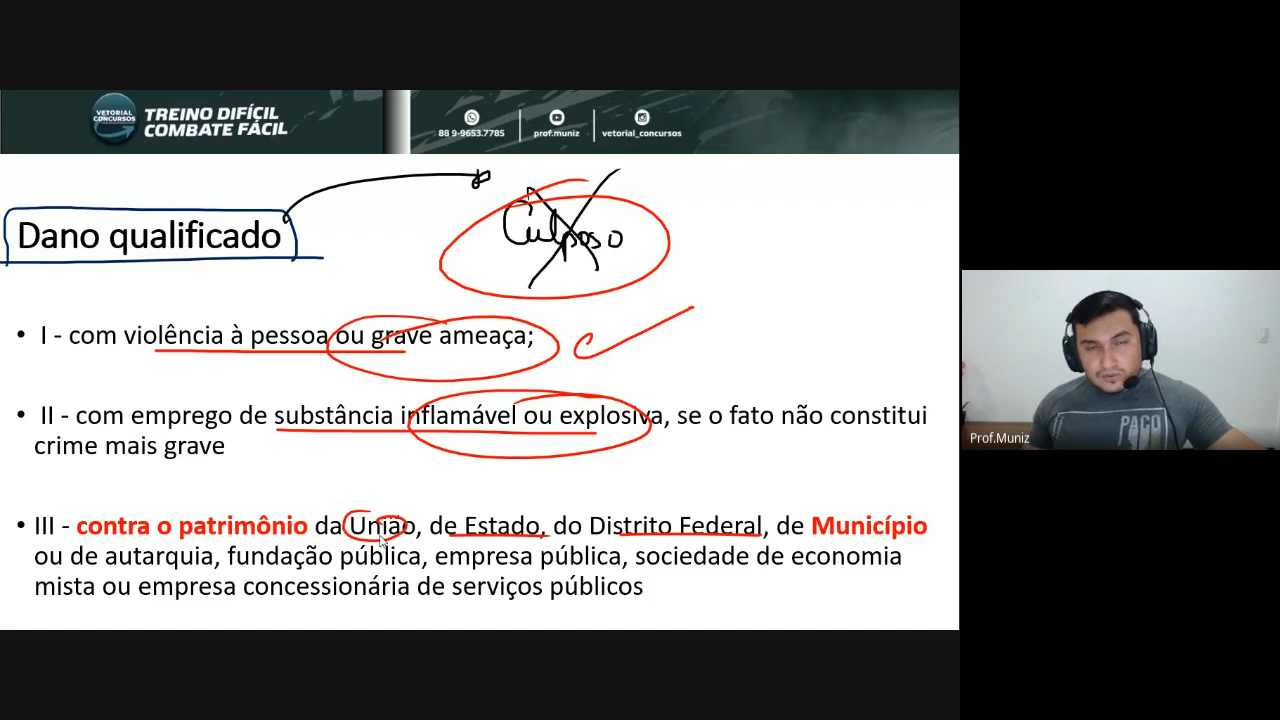 VETORIAL
CONCURSOS
TREINO DIFÍCIL
COMBATE FÁCIL
88 9-9653.7785
prof.muniz
vetorial_concursos
Dano qualificado
Culposo
• I - com violência à pessoa ou grave ameaça;
• II - com emprego de substância inflamável ou explosiva, se o fato não constitui
crime mais grave
• III - contra o patrimônio da União, de Estado, do Distrito Federal, de Município
ou de autarquia, fundação pública, empresa pública, sociedade de economia
mista ou empresa concessionária de serviços públicos
PACO
Prof.Muniz